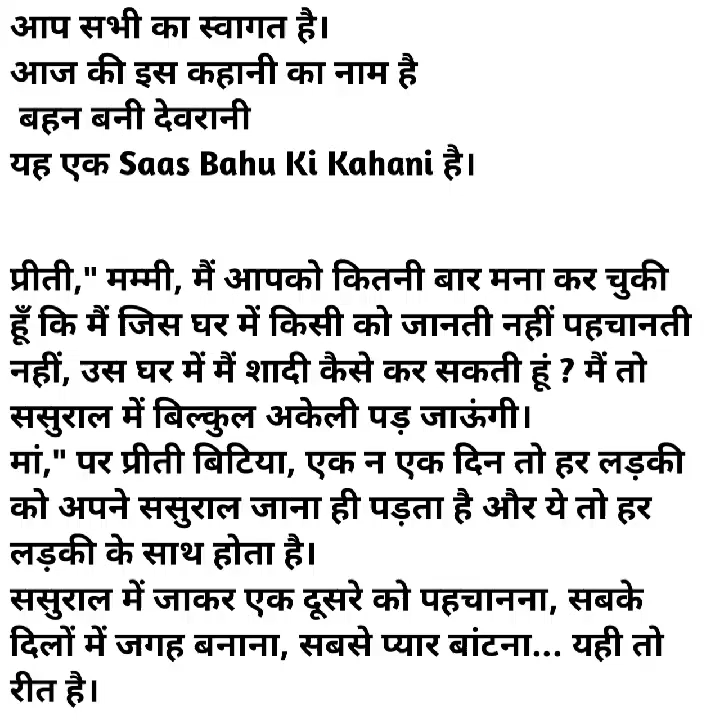 आप सभी का स्वागत है।
आज की इस कहानी का नाम है
बहन बनी देवरानी
यह एक Saas Bahu Ki Kahani है।
प्रीती," मम्मी, मैं आपको कितनी बार मना कर चुकी
हूँ कि मैं जिस घर में किसी को जानती नहीं पहचानती
नहीं, उस घर में मैं शादी कैसे कर सकती हूं ? मैं तो
ससुराल में बिल्कुल अकेली पड़ जाऊंगी।
मां," पर प्रीती बिटिया, एक न एक दिन तो हर लड़की
को अपने ससुराल जाना ही पड़ता है और ये तो हर
लड़की के साथ होता है।
ससुराल में जाकर एक दूसरे को पहचानना, सबके
दिलों में जगह बनाना, सबसे प्यार बांटना... यही तो
रीत है।